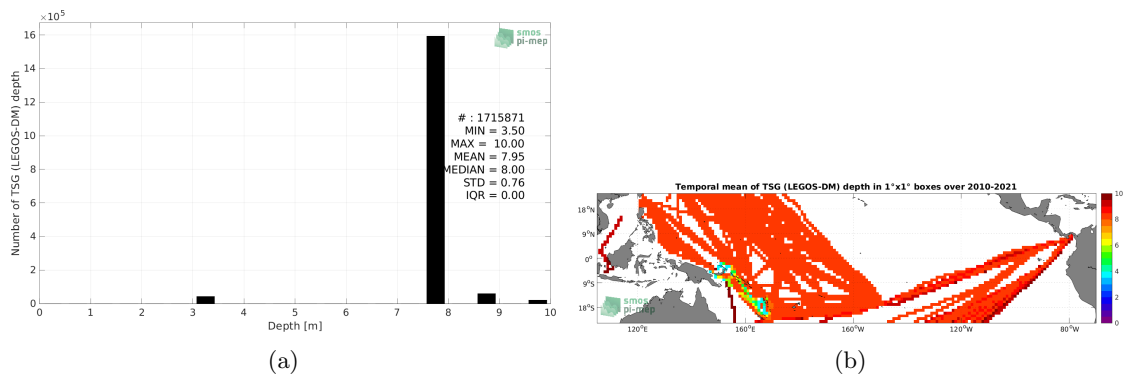 ×10⁵
16
14
12
10
8
6
4
2
0
Number of TSG (LEGOS-DM) depth
smos
pi-mep
# : 1715871
MIN = 3.50
MAX = 10.00
MEAN = 7.95
MEDIAN = 8.00
STD = 0.76
IQR = 0.00
0 1 2 3 4 5 6 7 8 9 10
Depth [m]
(a)
Temporal mean of TSG (LEGOS-DM) depth in 1°x1° boxes over 2010-2021
18°N
9°N
0°
9°S
18°S
smos
pi-mep
120°E 160°E 160°W 120°W 80°W
10
8
6
4
2
0
(b)